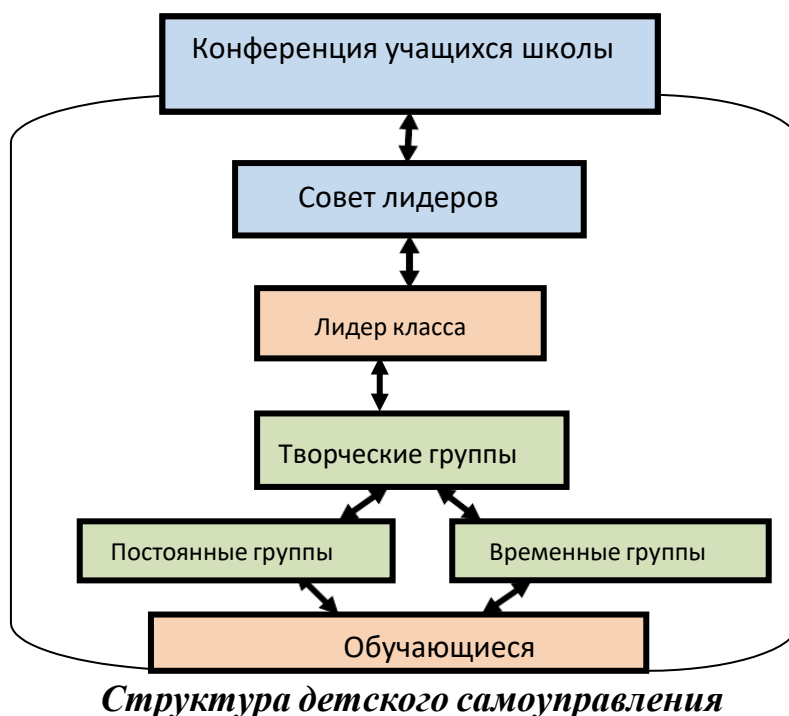 Конференция учащихся школы
Совет лидеров
Лидер класса
Творческие группы
Постоянные группы
Временные группы
Обучающиеся
Структура детского самоуправления